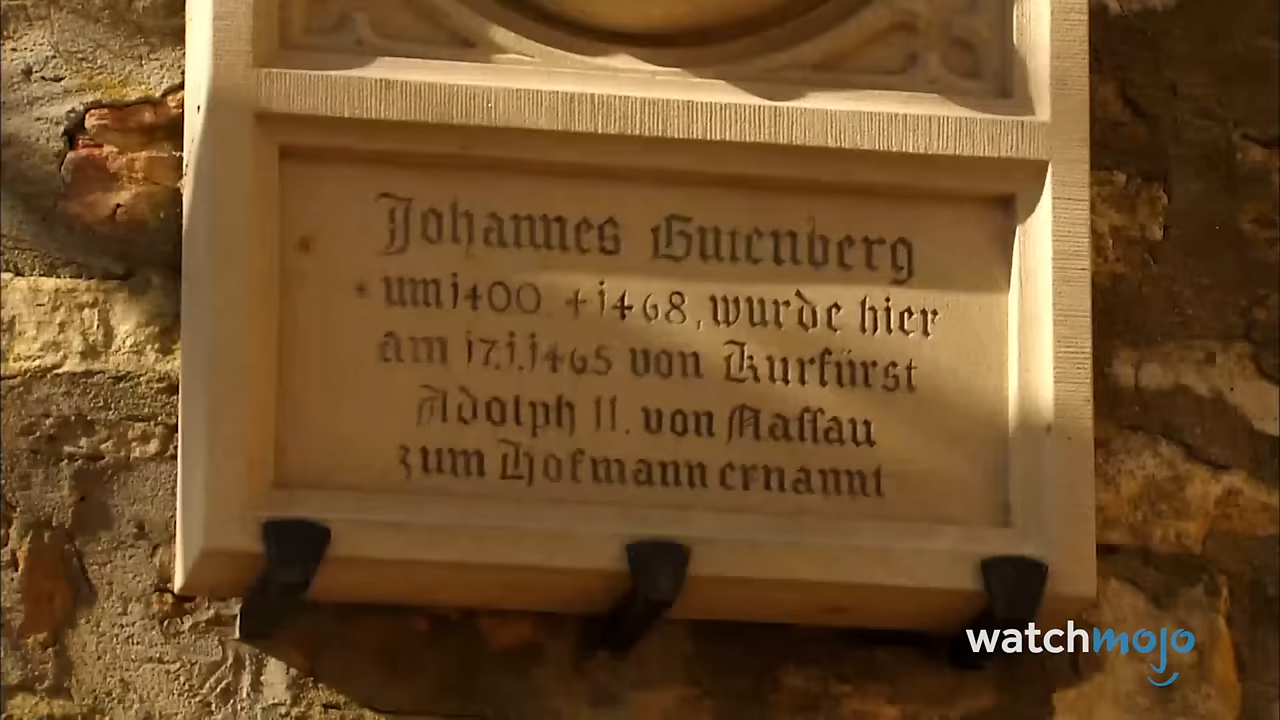 Johannes Gutenberg
* um 1400 + 1468, wurde hier
am 17.1.1465 von Kurfürst
Adolph II. von Nassau
zum Hofmann ernannt
watchmojo